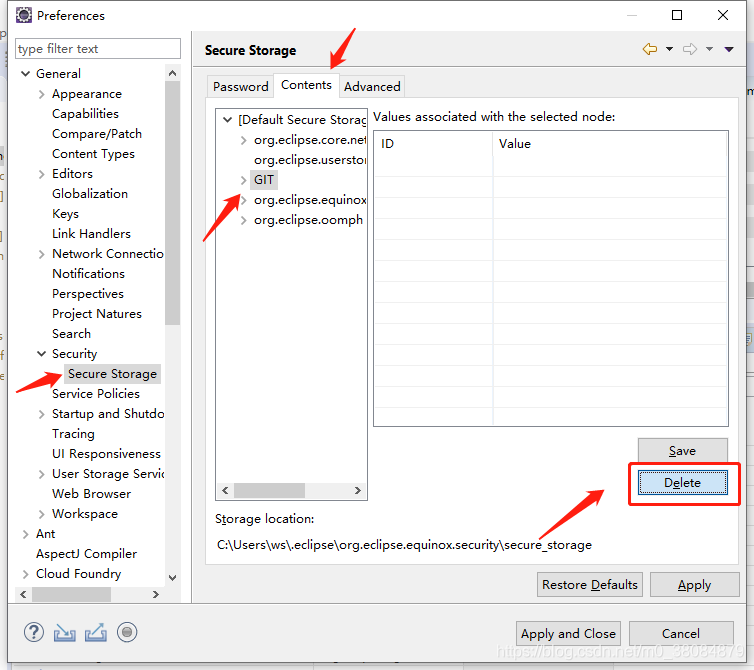 Preferences
type filter text
General
Appearance
Capabilities
Compare/Patch
Content Types
Editors
Globalization
Keys
Link Handlers
Network Connectio
Notifications
Perspectives
Project Natures
Search
Security
Secure Storage
Service Policies
Startup and Shutdo
Tracing
UI Responsiveness
User Storage Servic
Web Browser
Workspace
Ant
AspectJ Compiler
Cloud Foundry
Secure Storage
Password
Contents
Advanced
[Default Secure Storag
org.eclipse.core.net
org.eclipse.userstor
GIT
org.eclipse.equinox
org.eclipse.oomph
Values associated with the selected node:
ID Value
Save
Delete
Storage location:
C:\Users\ws\.eclipse\org.eclipse.equinox.security\secure_storage
Restore Defaults
Apply
Apply and Close
Cancel
https://blog.csdn.net/m0_38084879